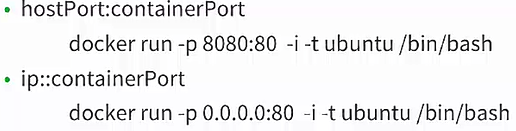 • hostPort:containerPort
docker run -p 8080:80 -i -t ubuntu /bin/bash
• ip::containerPort
docker run -p 0.0.0.0:80 -i -t ubuntu /bin/bash